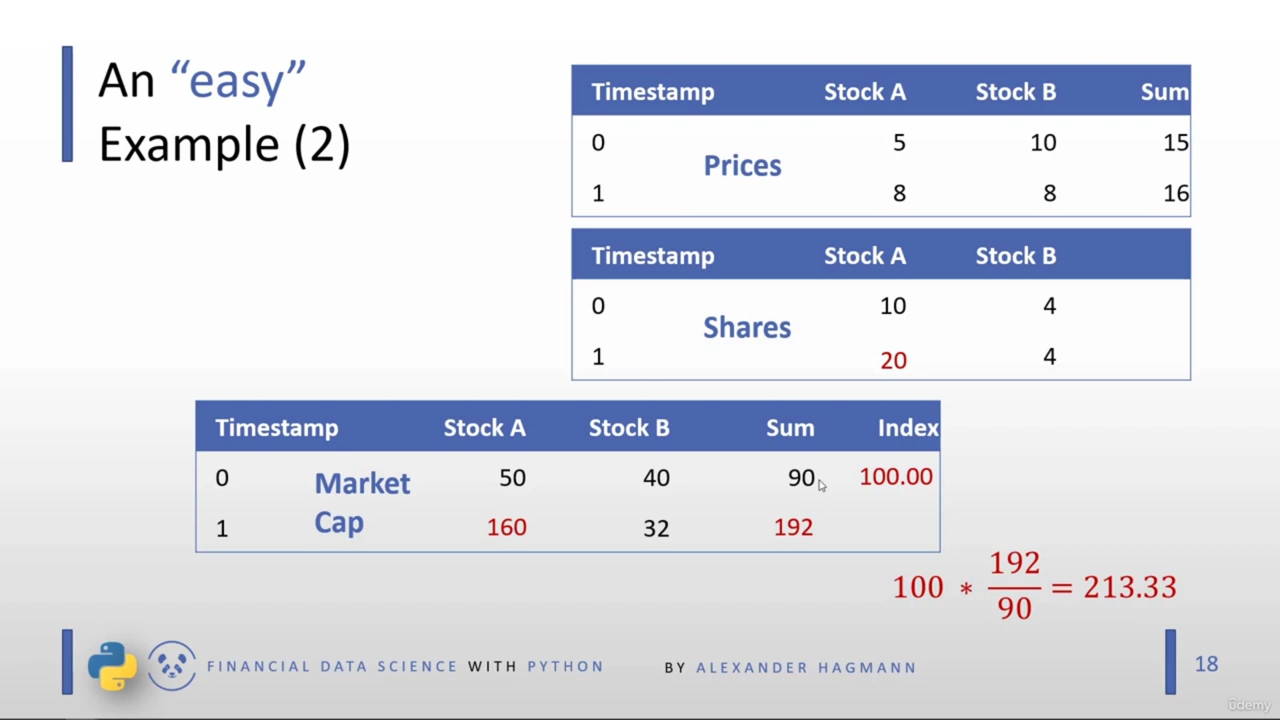 An “easy”
Example (2)
Timestamp Stock A Stock B Sum
0 5 10 15
Prices
1 8 8 16
Timestamp Stock A Stock B
0 10 4
Shares
1 20 4
Timestamp Stock A Stock B Sum Index
0 50 40 90 100.00
Market
Cap
1 160 32 192
100 * 192/90 = 213.33
FINANCIAL DATA SCIENCE WITH PYTHON BY ALEXANDER HAGMANN 18
ûdemy